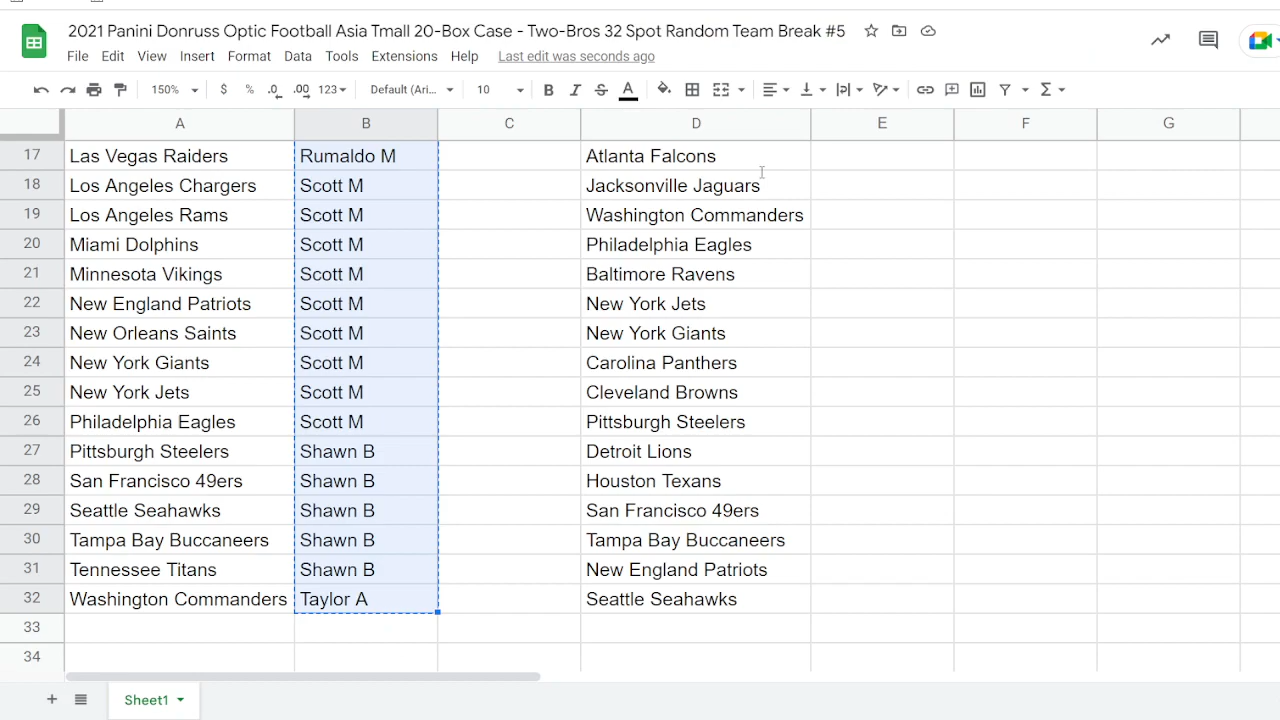 2021 Panini Donruss Optic Football Asia Tmall 20-Box Case - Two-Bros 32 Spot Random Team Break #5
File Edit View Insert Format Data Tools Extensions Help Last edit was seconds ago
150% $ % .0 .00 123 Default (Ari... 10 B I S A
A B C D E F G
17 Las Vegas Raiders Rumaldo M Atlanta Falcons
18 Los Angeles Chargers Scott M Jacksonville Jaguars
19 Los Angeles Rams Scott M Washington Commanders
20 Miami Dolphins Scott M Philadelphia Eagles
21 Minnesota Vikings Scott M Baltimore Ravens
22 New England Patriots Scott M New York Jets
23 New Orleans Saints Scott M New York Giants
24 New York Giants Scott M Carolina Panthers
25 New York Jets Scott M Cleveland Browns
26 Philadelphia Eagles Scott M Pittsburgh Steelers
27 Pittsburgh Steelers Shawn B Detroit Lions
28 San Francisco 49ers Shawn B Houston Texans
29 Seattle Seahawks Shawn B San Francisco 49ers
30 Tampa Bay Buccaneers Shawn B Tampa Bay Buccaneers
31 Tennessee Titans Shawn B New England Patriots
32 Washington Commanders Taylor A Seattle Seahawks
33
34
Sheet1